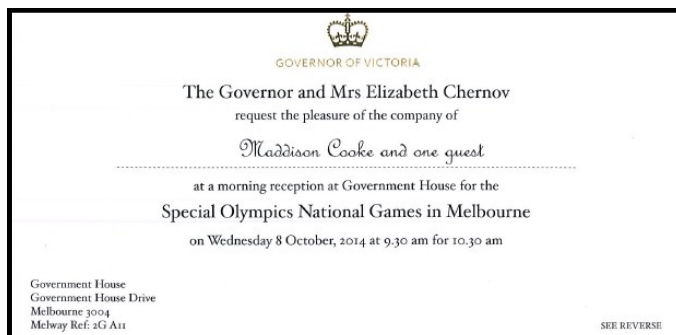 GOVERNOR OF VICTORIA
The Governor and Mrs Elizabeth Chernov
request the pleasure of the company of
Maddison Cooke and one guest
at a morning reception at Government House for the
Special Olympics National Games in Melbourne
on Wednesday 8 October, 2014 at 9.30 am for 10.30 am
Government House
Government House Drive
Melbourne 3004
Melway Ref: 2G A11
SEE REVERSE